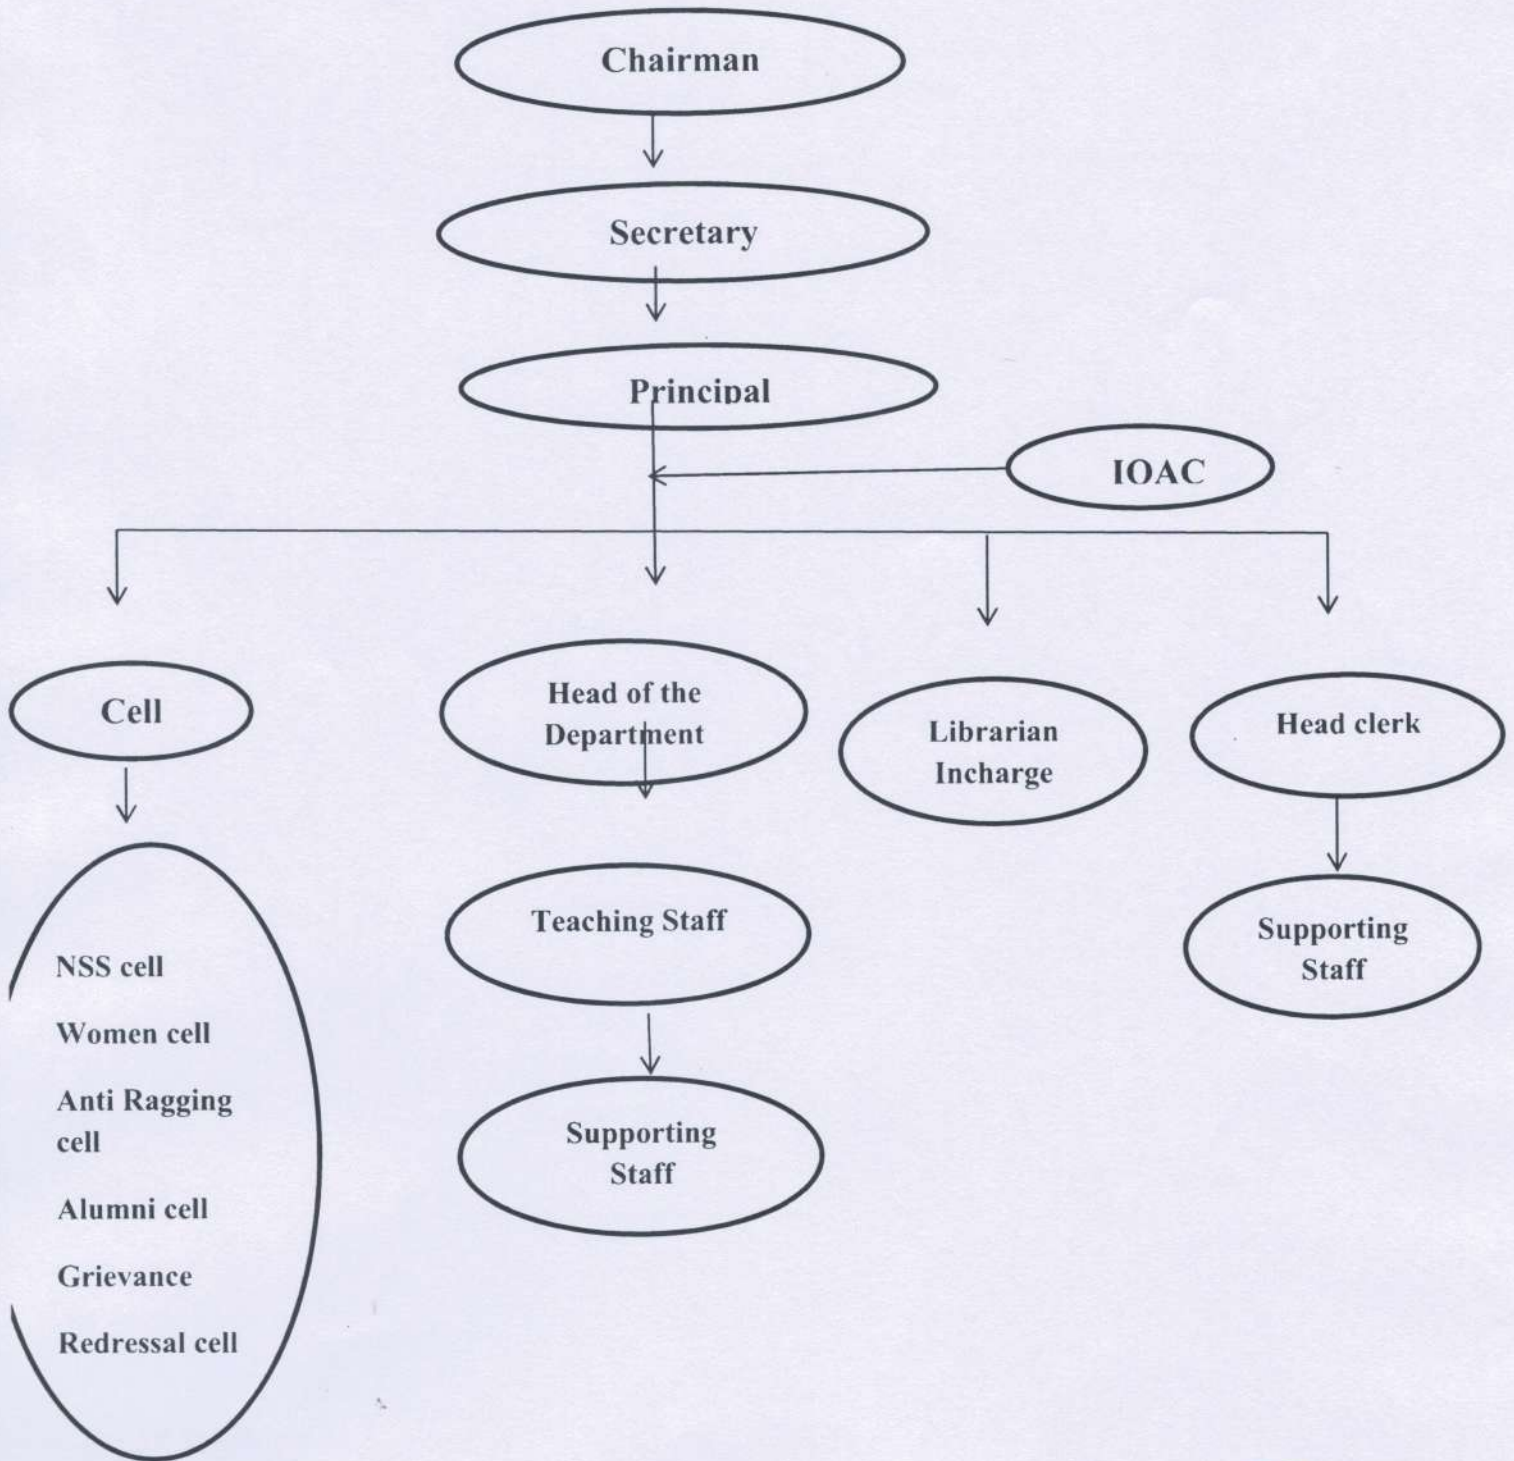 Chairman
Secretary
Principal
IOAC
Cell
Head of the
Department
Librarian
Incharge
Head clerk
Teaching Staff
Supporting
Staff
NSS cell
Women cell
Anti Ragging
cell
Alumni cell
Grievance
Redressal cell
Supporting
Staff